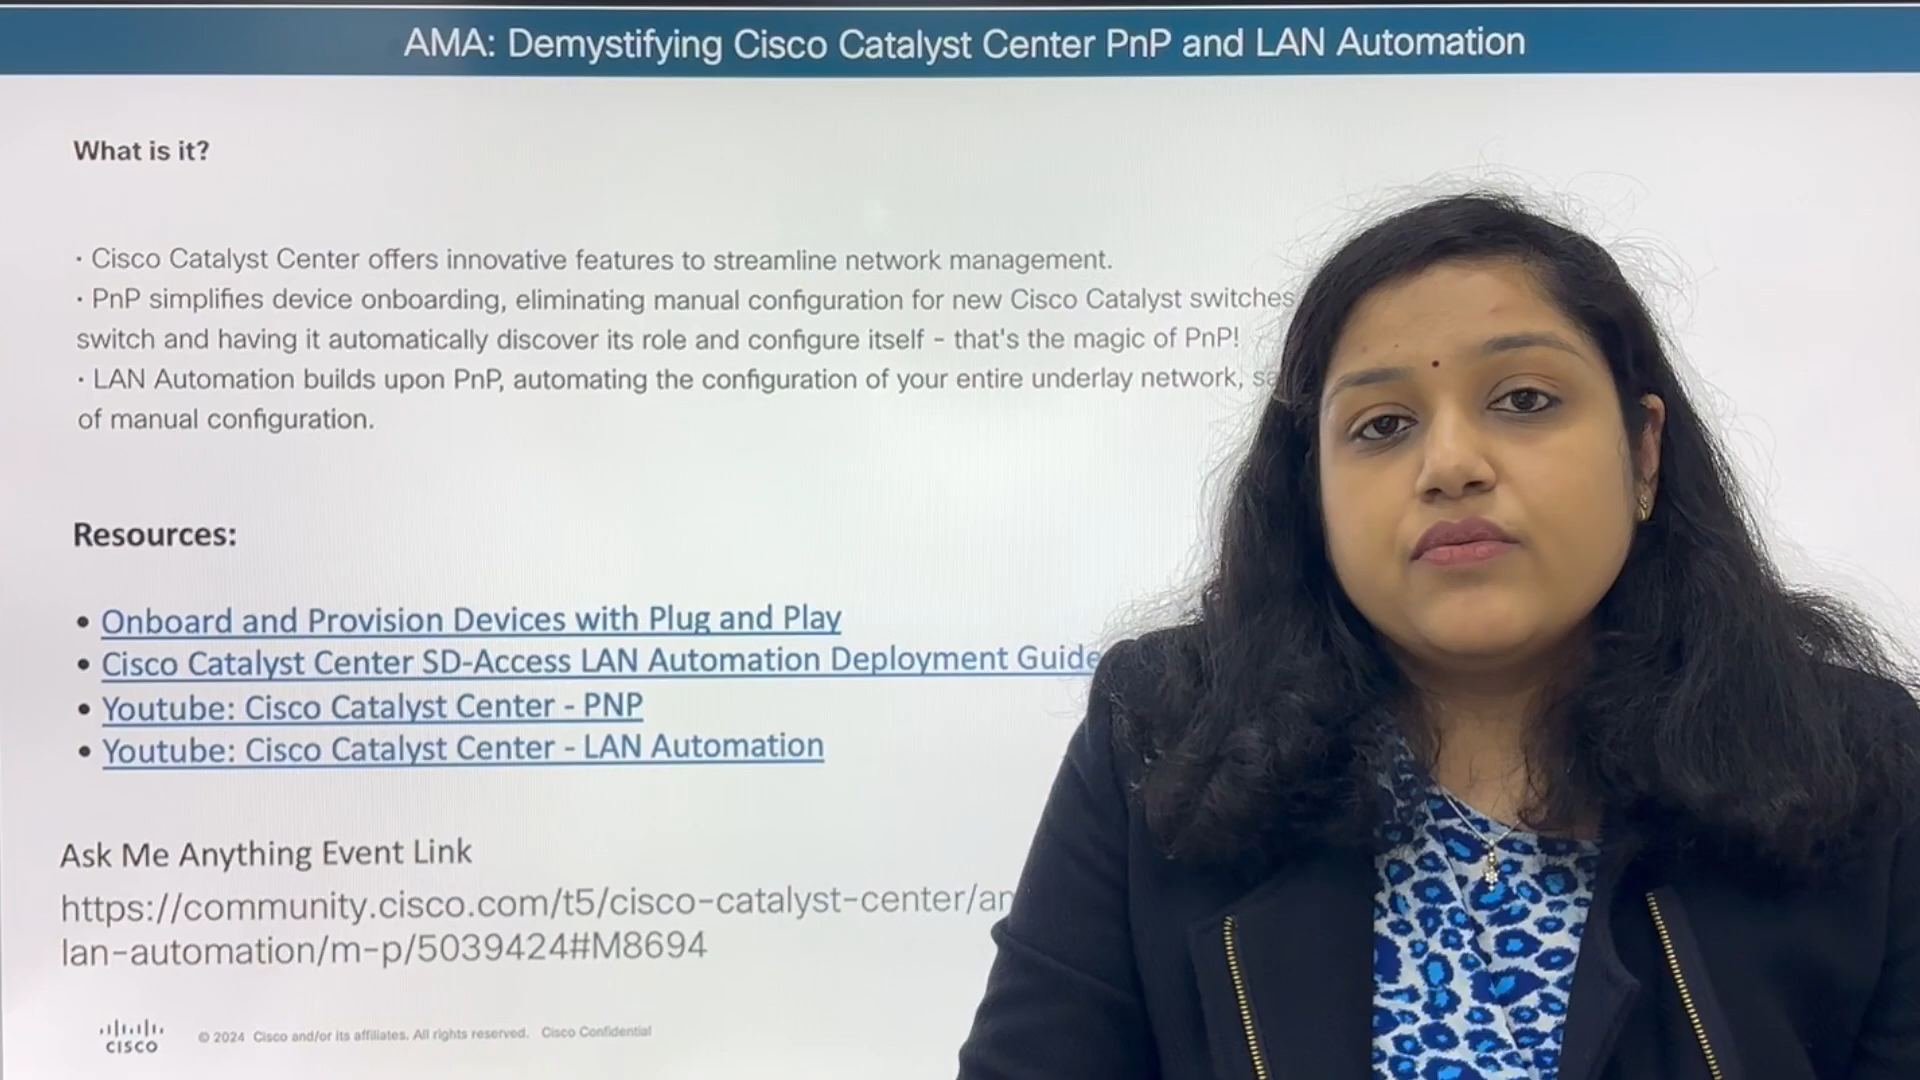 AMA: Demystifying Cisco Catalyst Center PnP and LAN Automation
What is it?
· Cisco Catalyst Center offers innovative features to streamline network management.
· PnP simplifies device onboarding, eliminating manual configuration for new Cisco Catalyst switches
switch and having it automatically discover its role and configure itself - that's the magic of PnP!
· LAN Automation builds upon PnP, automating the configuration of your entire underlay network,
of manual configuration.
Resources:
• Onboard and Provision Devices with Plug and Play
• Cisco Catalyst Center SD-Access LAN Automation Deployment Guide
• Youtube: Cisco Catalyst Center - PNP
• Youtube: Cisco Catalyst Center - LAN Automation
Ask Me Anything Event Link
https://community.cisco.com/t5/cisco-catalyst-center/
lan-automation/m-p/5039424#M8694
CISCO
© 2024 Cisco and/or its affiliates. All rights reserved. Cisco Confidential